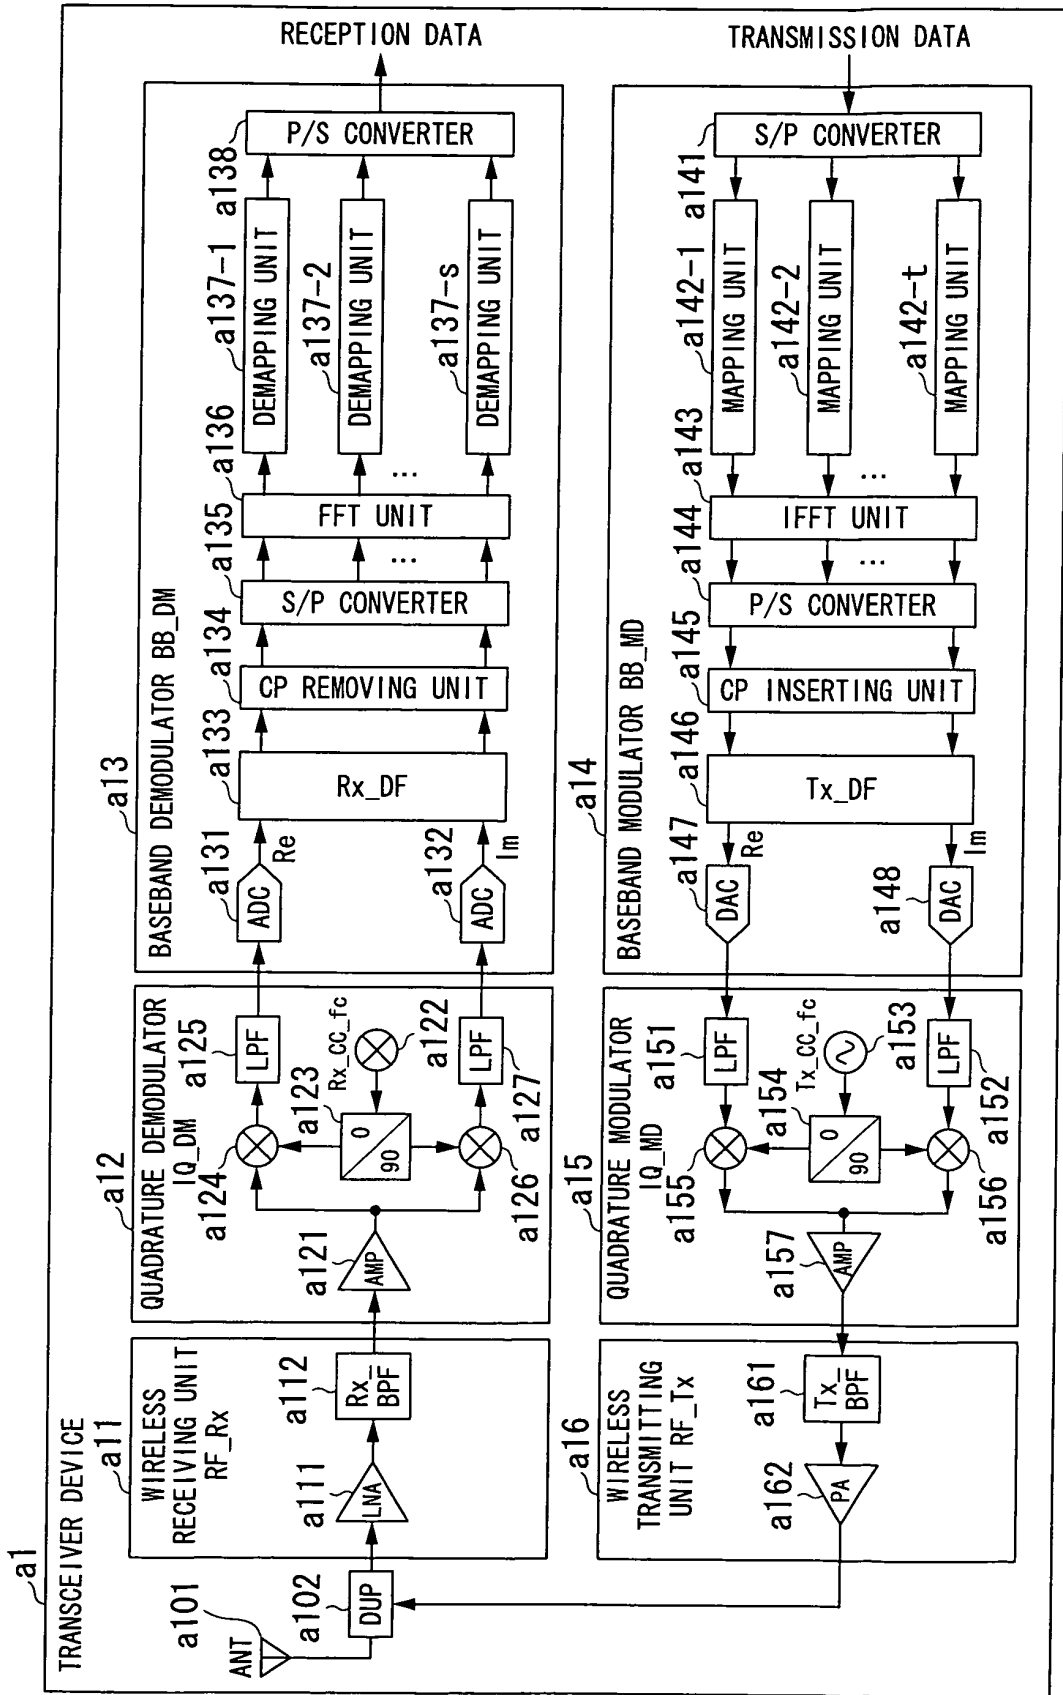 a1
TRANSCEIVER DEVICE
a101
ANT
a102
DUP
a11
WIRELESS
RECEIVING UNIT
RF_Rx
a111
LNA
a112
Rx_
BPF
a12
QUADRATURE DEMODULATOR
IQ_DM
a121
AMP
a124
a123
Rx_CC_fc
0
90
a122
a125
LPF
a126
LPF
a127
a13
BASEBAND DEMODULATOR BB_DM
a131
ADC
Re
a132
ADC
Im
a133
Rx_DF
a134
CP REMOVING UNIT
a135
S/P CONVERTER
...
a136
FFT UNIT
...
a137-1
DEMAPPING UNIT
a137-2
DEMAPPING UNIT
a137-s
DEMAPPING UNIT
a138
P/S CONVERTER
RECEPTION DATA
TRANSMISSION DATA
a14
BASEBAND MODULATOR BB_MD
a141
S/P CONVERTER
a142-1
MAPPING UNIT
a142-2
MAPPING UNIT
a142-t
MAPPING UNIT
...
a143
IFFT UNIT
...
a144
P/S CONVERTER
a145
CP INSERTING UNIT
a146
Tx_DF
a147
DAC
Re
a148
DAC
Im
a15
QUADRATURE MODULATOR
IQ_MD
a151
LPF
Tx_CC_fc
a153
a154
0
90
LPF
a152
a155
a156
a157
AMP
a16
WIRELESS
TRANSMITTING
UNIT RF_Tx
a161
Tx_
BPF
a162
PA